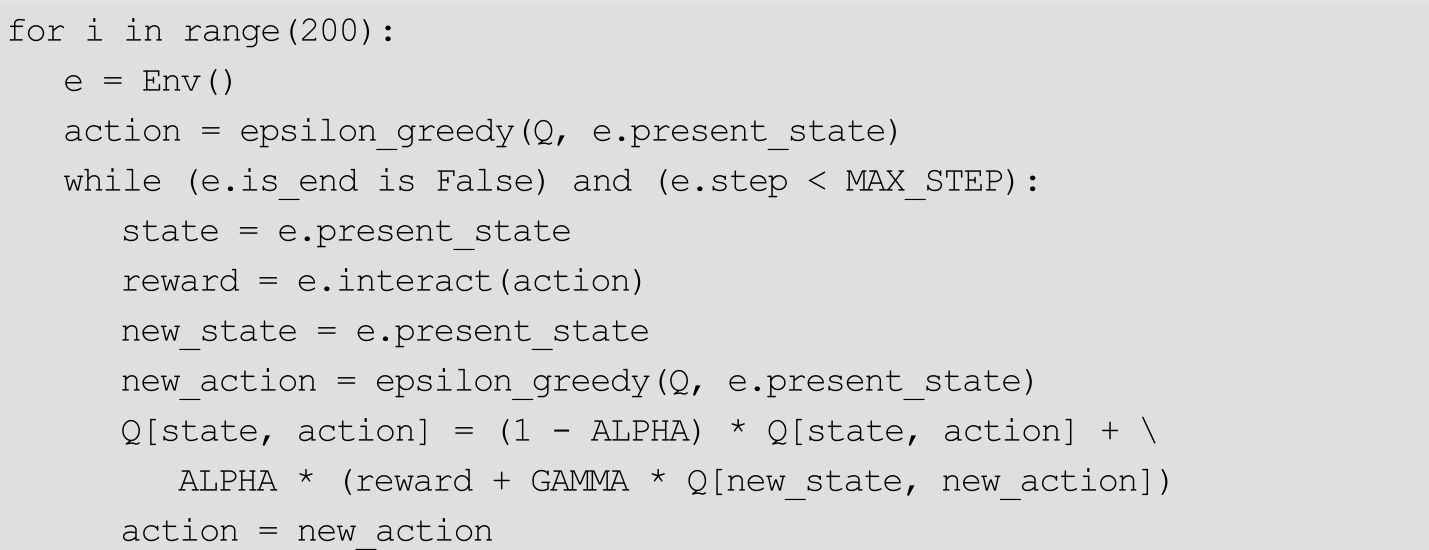 for i in range(200):
   e = Env()
   action = epsilon_greedy(Q, e.present_state)
   while (e.is_end is False) and (e.step < MAX_STEP):
      state = e.present_state
      reward = e.interact(action)
      new_state = e.present_state
      new_action = epsilon_greedy(Q, e.present_state)
      Q[state, action] = (1 - ALPHA) * Q[state, action] + \
         ALPHA * (reward + GAMMA * Q[new_state, new_action])
      action = new_action